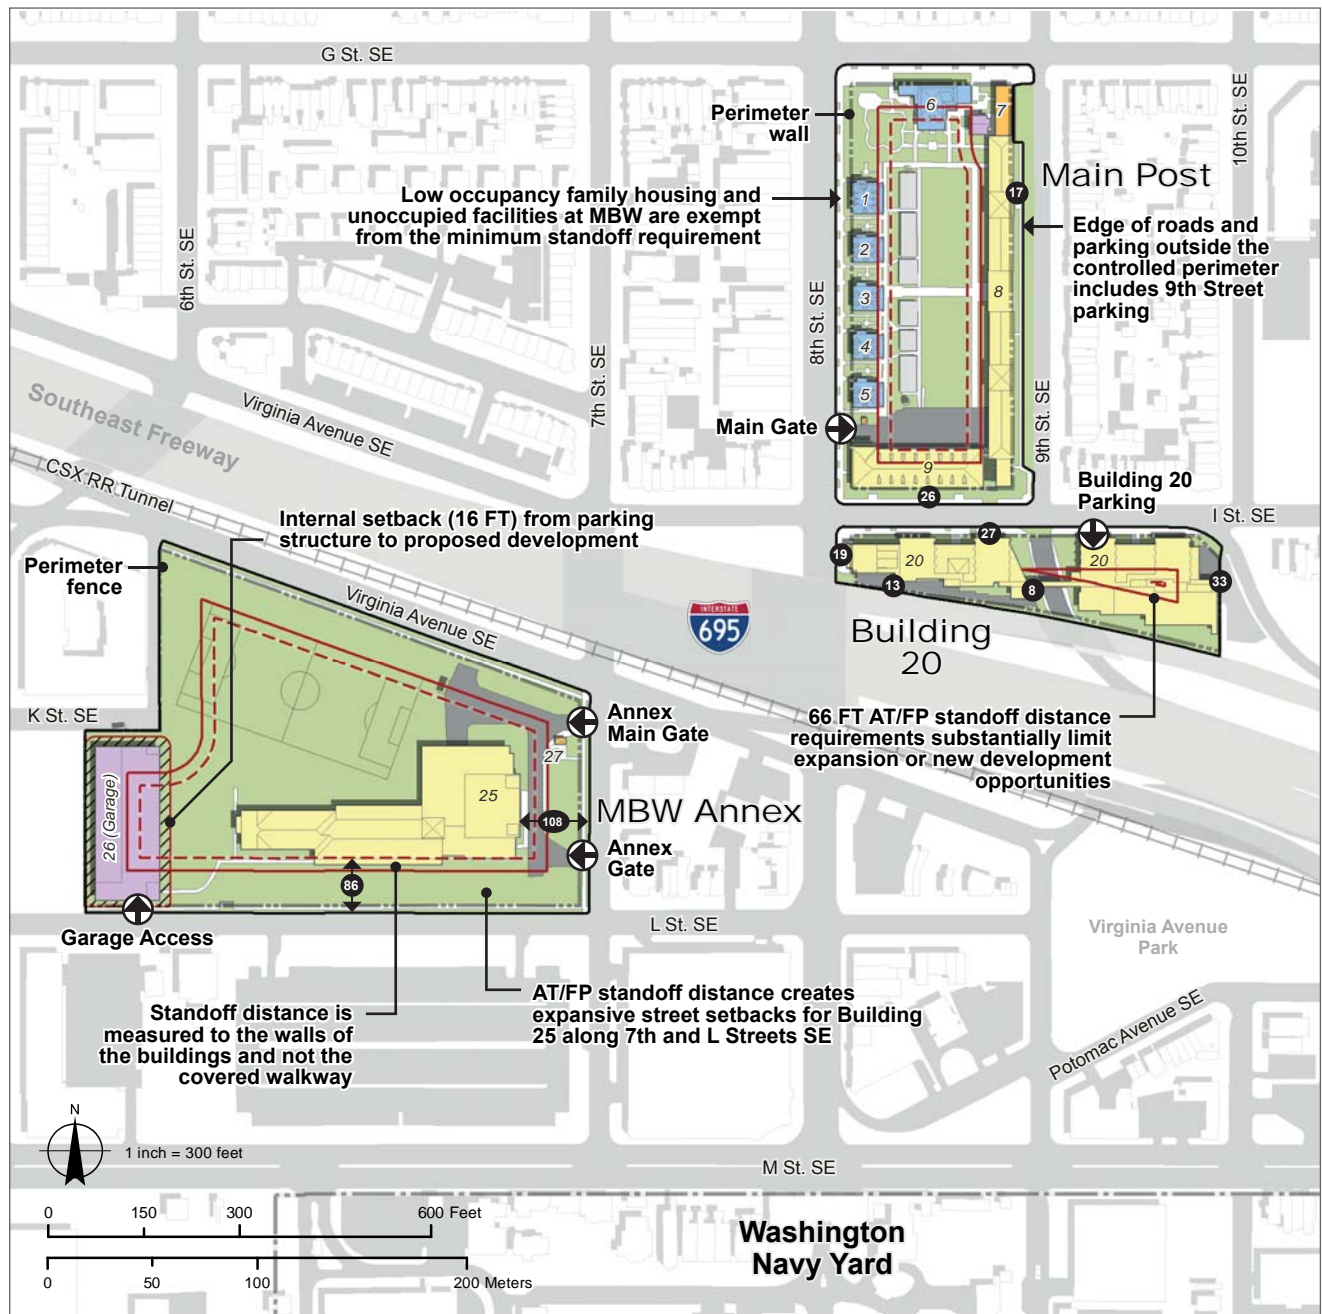 G St. SE
10th St. SE
Perimeter
wall
6
7
Main Post
17
Low occupancy family housing and
unoccupied facilities at MBW are exempt
from the minimum standoff requirement
1
2
3
4
5
8
9
Edge of roads and
parking outside the
controlled perimeter
includes 9th Street
parking
6th St. SE
8th St. SE
7th St. SE
9th St. SE
Southeast Freeway
Virginia Avenue SE
Main Gate
26
CSX RR Tunnel
Building 20
Parking
I St. SE
Internal setback (16 FT) from parking
structure to proposed development
27
19
20
20
13
8
33
Perimeter
fence
Virginia Avenue SE
INTERSTATE
695
Building
20
K St. SE
Annex
Main Gate
66 FT AT/FP standoff distance
requirements substantially limit
expansion or new development
opportunities
27
26 (Garage)
25
108
MBW Annex
Annex
Gate
86
Garage Access
L St. SE
Virginia Avenue
Park
Standoff distance is
measured to the walls of
the buildings and not the
covered walkway
AT/FP standoff distance creates
expansive street setbacks for Building
25 along 7th and L Streets SE
Potomac Avenue SE
N
1 inch = 300 feet
M St. SE
0 150 300 600 Feet
0 50 100 200 Meters
Washington
Navy Yard